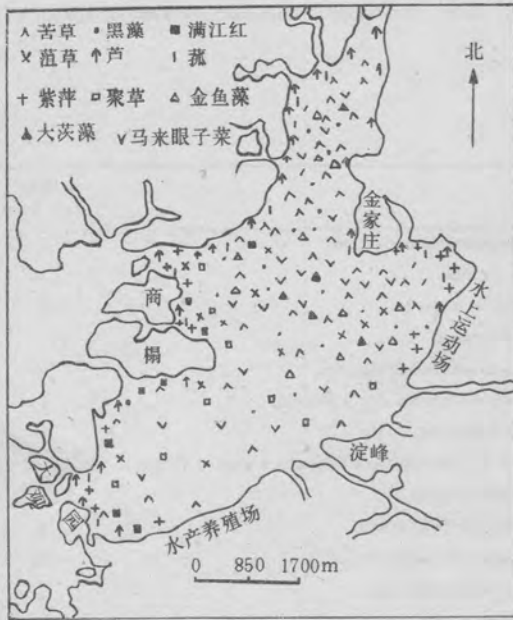 苦草 黑藻 满江红
菹草 芦 菰
紫萍 聚草 金鱼藻
大茨藻 马来眼子菜
北
金家庄
水上运动场
商
榻
淀峰
大
园
水产养殖场
0 850 1700m